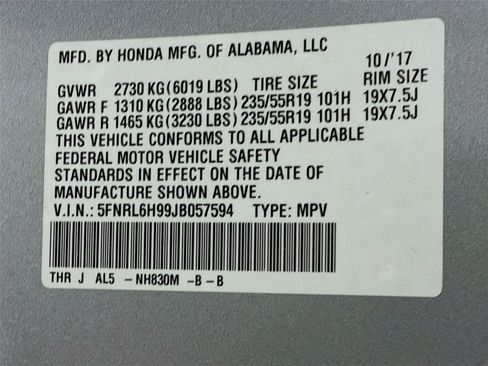 MFD. BY HONDA MFG. OF ALABAMA, LLC 10/'17
GVWR 2730 KG(6019 LBS) TIRE SIZE RIM SIZE
GAWR F 1310 KG(2888 LBS) 235/55R19 101H 19X7.5J
GAWR R 1465 KG(3230 LBS) 235/55R19 101H 19X7.5J
THIS VEHICLE CONFORMS TO ALL APPLICABLE
FEDERAL MOTOR VEHICLE SAFETY
STANDARDS IN EFFECT ON THE DATE OF
MANUFACTURE SHOWN ABOVE.
V.I.N.: 5FNRL6H99JB057594 TYPE: MPV
THR J AL5 -NH830M -B-B